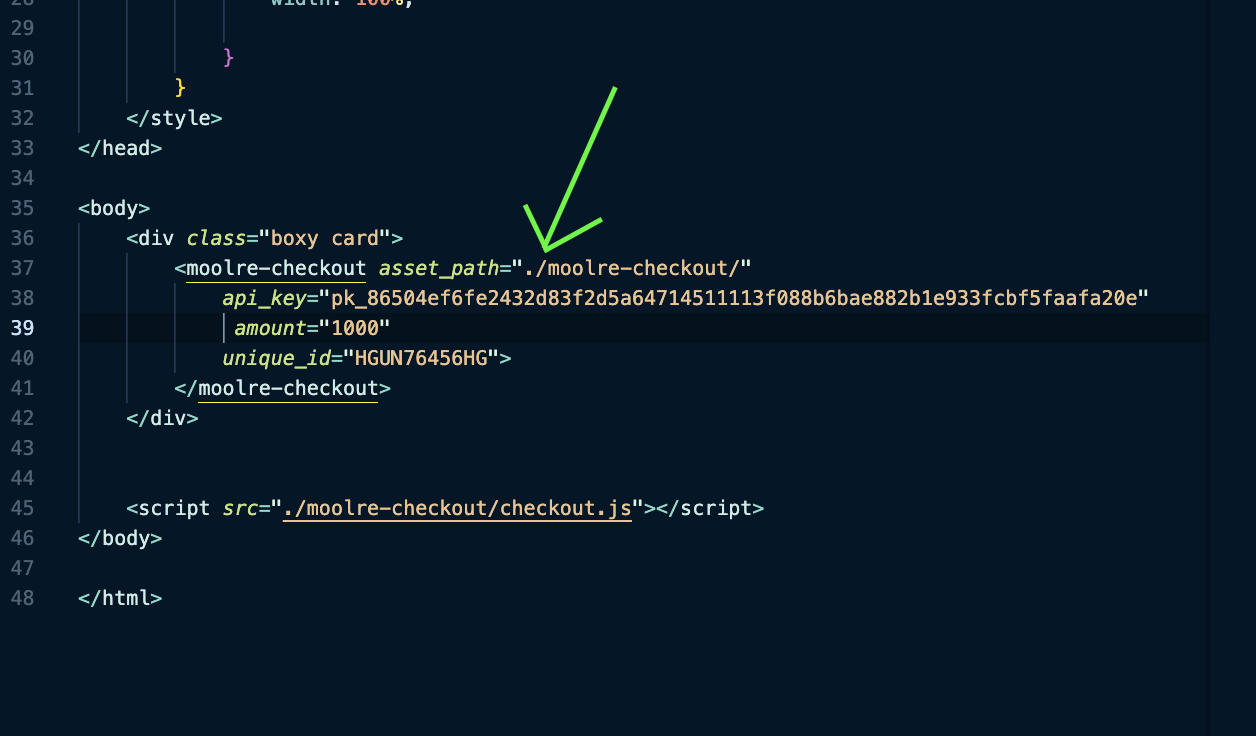 28 width: 100%;
29
30 }
31 }
32 </style>
33 </head>
34
35 <body>
36 <div class="boxy card">
37 <moolre-checkout asset_path="./moolre-checkout/"
38 api_key="pk_86504ef6fe2432d83f2d5a64714511113f088b6bae882b1e933fcbf5faafa20e"
39 amount="1000"
40 unique_id="HGUN76456HG">
41 </moolre-checkout>
42 </div>
43
44
45 <script src="./moolre-checkout/checkout.js"></script>
46 </body>
47
48 </html>